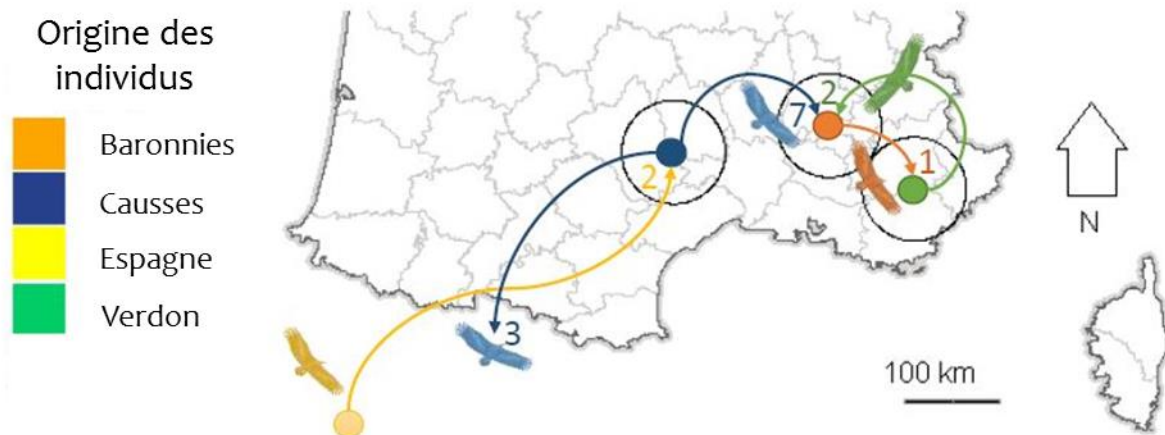 Origine des
individus
Baronnies
Causses
Espagne
Verdon
2
7
1
2
3
N
100 km